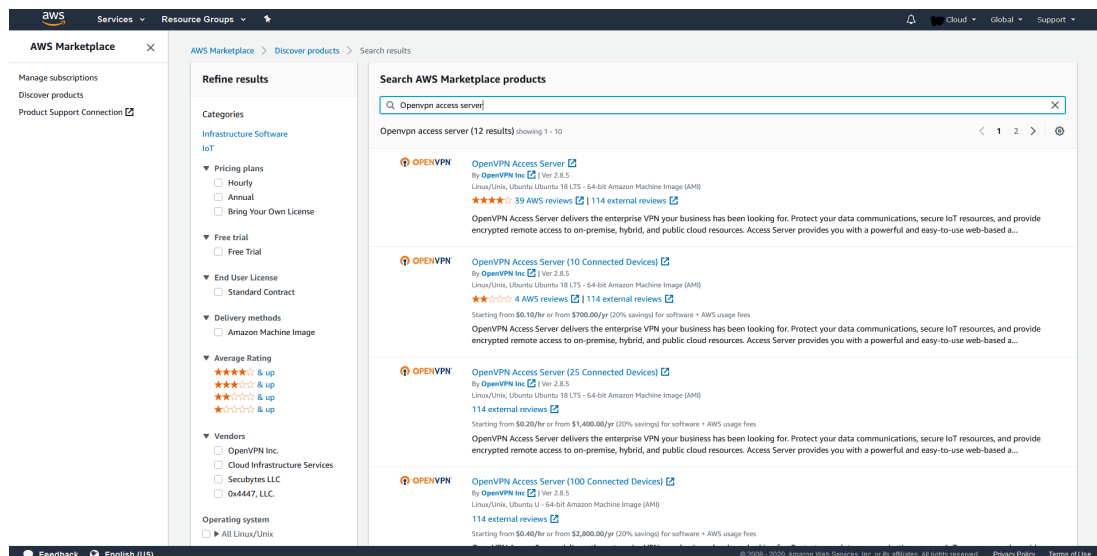 aws
Services
Resource Groups
Cloud
Global
Support
AWS Marketplace
Manage subscriptions
Discover products
Product Support Connection
AWS Marketplace > Discover products > Search results
Refine results
Categories
Infrastructure Software
IoT
Pricing plans
Hourly
Annual
Bring Your Own License
Free trial
Free Trial
End User License
Standard Contract
Delivery methods
Amazon Machine Image
Average Rating
& up
& up
& up
& up
Vendors
OpenVPN Inc.
Cloud Infrastructure Services
Secubytes LLC
0x4447, LLC.
Operating system
All Linux/Unix
Search AWS Marketplace products
Openvpn access server
Openvpn access server (12 results) showing 1 - 10
1 2
OPENVPN
OpenVPN Access Server
By OpenVPN Inc | Ver 2.8.5
Linux/Unix, Ubuntu Ubuntu 18 LTS - 64-bit Amazon Machine Image (AMI)
39 AWS reviews | 114 external reviews
OpenVPN Access Server delivers the enterprise VPN your business has been looking for. Protect your data communications, secure IoT resources, and provide
encrypted remote access to on-premise, hybrid, and public cloud resources. Access Server provides you with a powerful and easy-to-use web-based a...
OPENVPN
OpenVPN Access Server (10 Connected Devices)
By OpenVPN Inc | Ver 2.8.5
Linux/Unix, Ubuntu Ubuntu 18 LTS - 64-bit Amazon Machine Image (AMI)
4 AWS reviews | 114 external reviews
Starting from $0.10/hr or from $700.00/yr (20% savings) for software + AWS usage fees
OpenVPN Access Server delivers the enterprise VPN your business has been looking for. Protect your data communications, secure IoT resources, and provide
encrypted remote access to on-premise, hybrid, and public cloud resources. Access Server provides you with a powerful and easy-to-use web-based a...
OPENVPN
OpenVPN Access Server (25 Connected Devices)
By OpenVPN Inc | Ver 2.8.5
Linux/Unix, Ubuntu Ubuntu 18 LTS - 64-bit Amazon Machine Image (AMI)
114 external reviews
Starting from $0.20/hr or from $1,400.00/yr (20% savings) for software + AWS usage fees
OpenVPN Access Server delivers the enterprise VPN your business has been looking for. Protect your data communications, secure IoT resources, and provide
encrypted remote access to on-premise, hybrid, and public cloud resources. Access Server provides you with a powerful and easy-to-use web-based a...
OPENVPN
OpenVPN Access Server (100 Connected Devices)
By OpenVPN Inc | Ver 2.8.5
Linux/Unix, Ubuntu U - 64-bit Amazon Machine Image (AMI)
114 external reviews
Starting from $0.40/hr or from $2,800.00/yr (20% savings) for software + AWS usage fees
Feedback
English (US)
© 2008 - 2020, Amazon Web Services, Inc. or its affiliates. All rights reserved.
Privacy Policy
Terms of Use